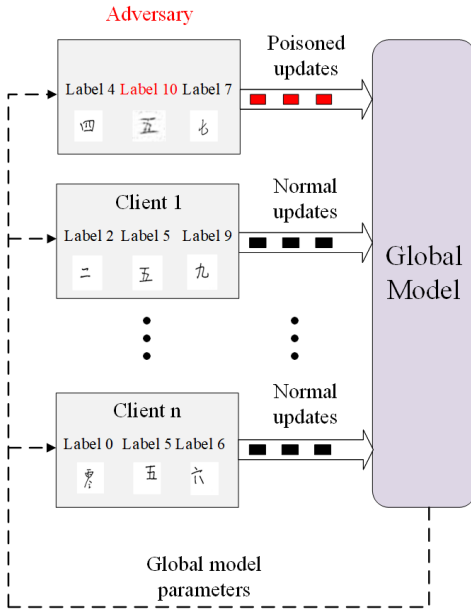 Adversary
Label 4 Label 10 Label 7
四 五 七
Poisoned
updates
Client 1
Label 2 Label 5 Label 9
二 五 九
Normal
updates
Client n
Label 0 Label 5 Label 6
零 五 六
Normal
updates
Global
Model
Global model
parameters